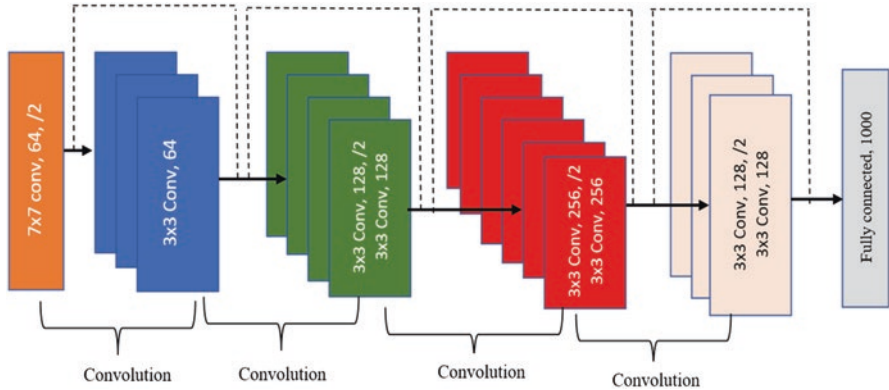 7x7 conv, 64, /2
3x3 Conv, 64
3x3 Conv, 128, /2
3x3 Conv, 128
3x3 Conv, 256, /2
3x3 Conv, 256
3x3 Conv, 128, /2
3x3 Conv, 128
Fully connected, 1000
Convolution
Convolution
Convolution
Convolution